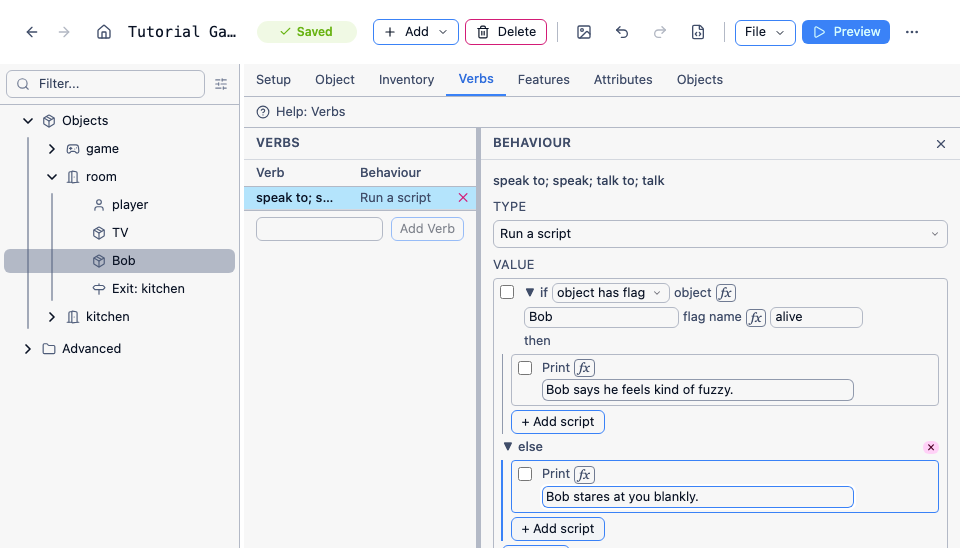 Tutorial Ga…
Saved
Add
Delete
File
Preview
Filter...
Setup
Object
Inventory
Verbs
Features
Attributes
Objects
Help: Verbs
Objects
game
room
player
TV
Bob
Exit: kitchen
kitchen
Advanced
VERBS
Verb Behaviour
speak to; s... Run a script
Add Verb
BEHAVIOUR
speak to; speak; talk to; talk
TYPE
Run a script
VALUE
if object has flag object fx
Bob flag name fx alive
then
Print fx
Bob says he feels kind of fuzzy.
+ Add script
else
Print fx
Bob stares at you blankly.
+ Add script